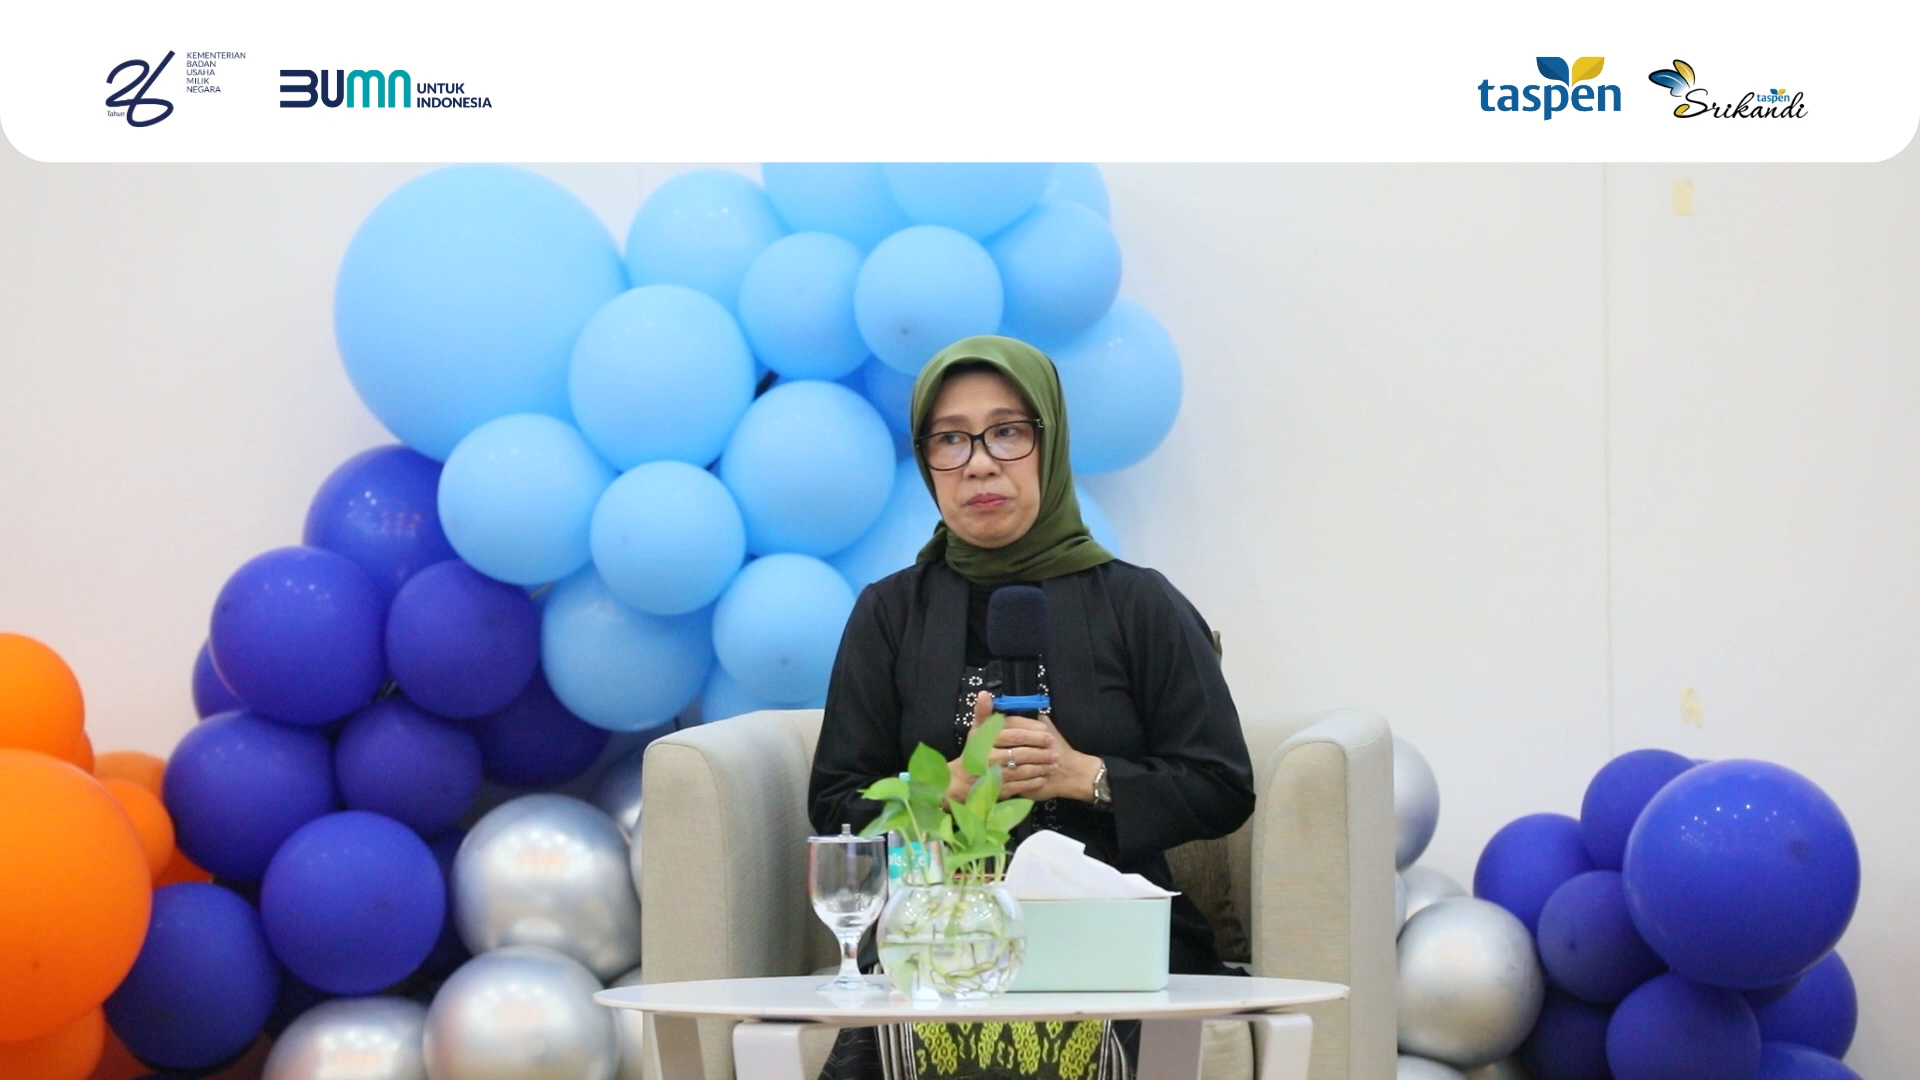 26
Tahun
KEMENTERIAN
BADAN
USAHA
MILIK
NEGARA
BUMN
UNTUK
INDONESIA
taspen
taspen
Srikandi